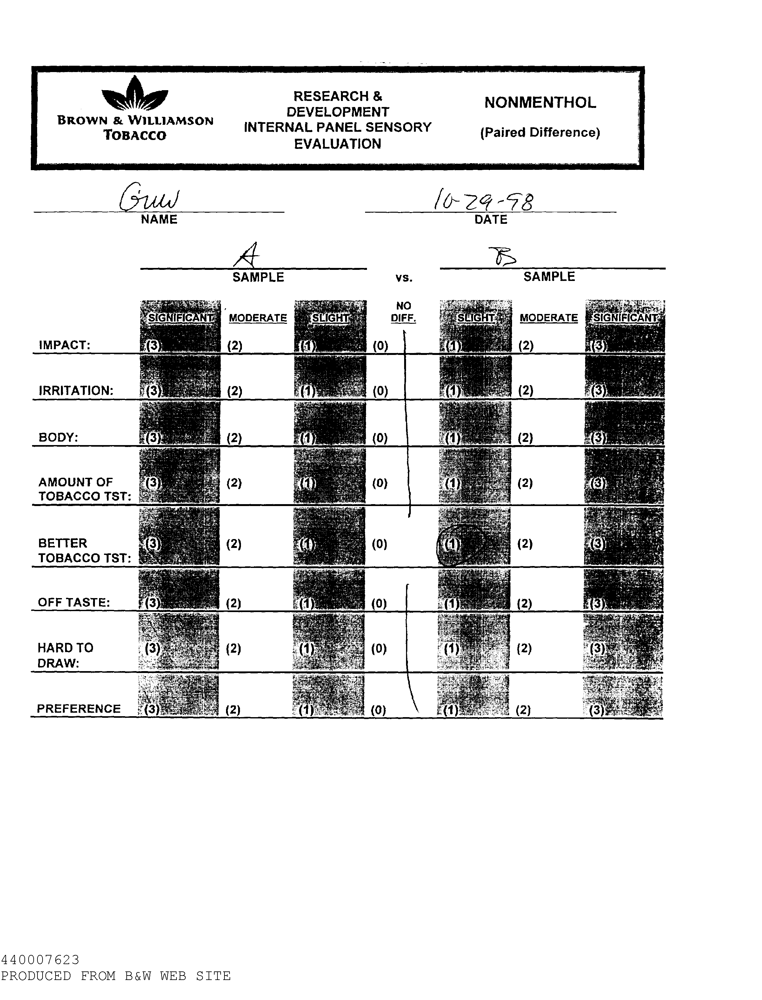 BROWN & WILLIAMSON
TOBACCO
RESEARCH &
DEVELOPMENT
INTERNAL PANEL SENSORY
EVALUATION
NONMENTHOL
(Paired Difference)
10-29-98
NAME
DATE
A
B
SAMPLE
vs.
SAMPLE
SIGNIFICANT MODERATE SLIGHT NO DIFF. SLIGHT MODERATE SIGNIFICANT
IMPACT: (3) (2) (1) (0) (1) (2) (3)
IRRITATION: (3) (2) (1) (0) (1) (2) (3)
BODY: (3) (2) (1) (0) (1) (2) (3)
AMOUNT OF (3) (2) (1) (0) (1) (2) (3)
TOBACCO TST:
BETTER (3) (2) (1) (0) (1) (2) (3)
TOBACCO TST:
OFF TASTE: (3) (2) (1) (0) (1) (2) (3)
HARD TO (3) (2) (1) (0) (1) (2) (3)
DRAW:
PREFERENCE (3) (2) (1) (0) (1) (2) (3)
440007623
PRODUCED FROM B&W WEB SITE